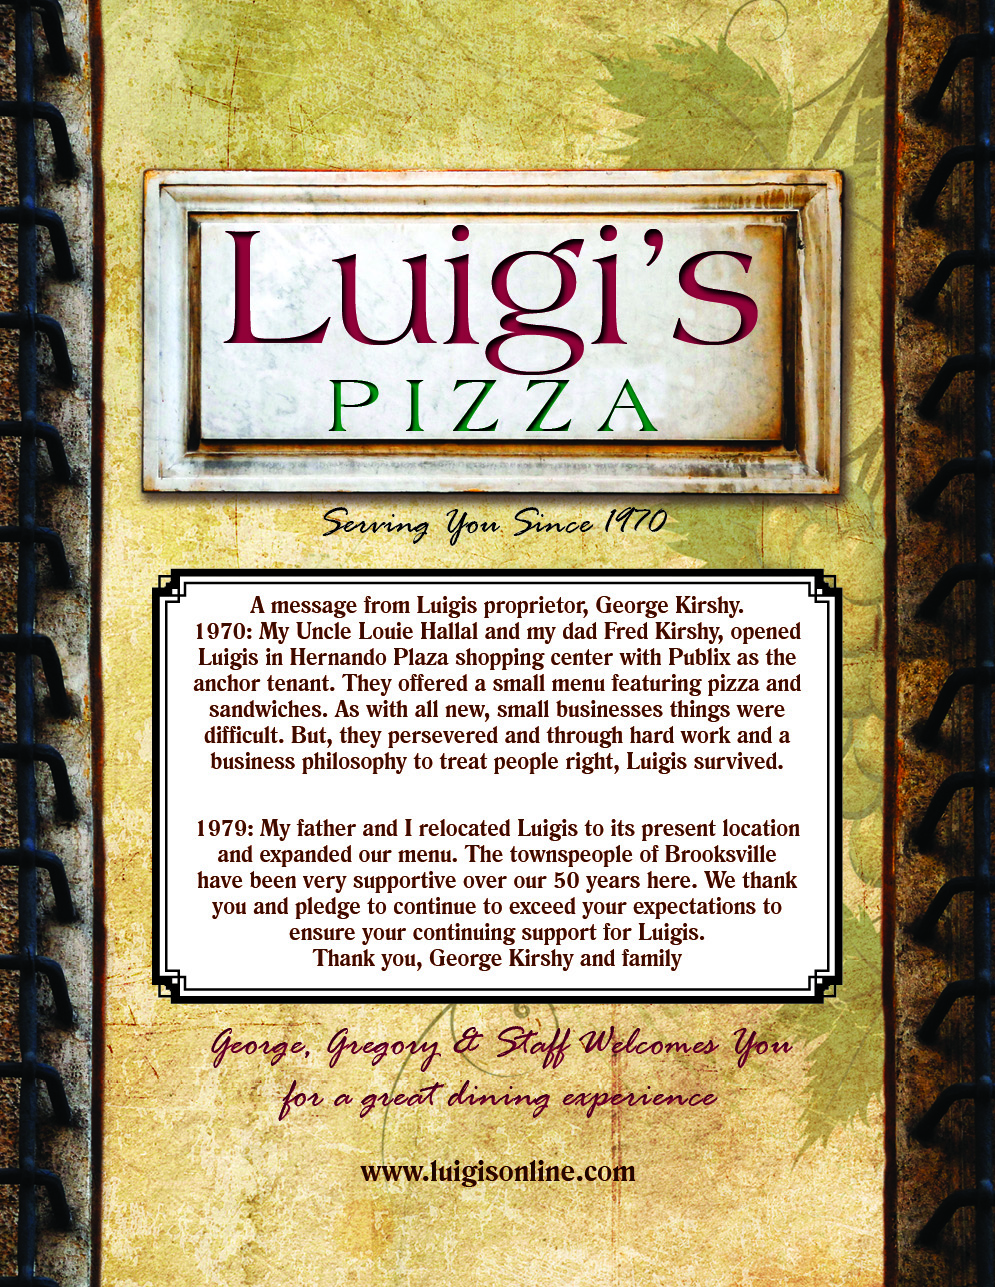 Luigi's
PIZZA
Serving You Since 1970
A message from Luigis proprietor, George Kirshy.
1970: My Uncle Louie Hallal and my dad Fred Kirshy, opened
Luigis in Hernando Plaza shopping center with Publix as the
anchor tenant. They offered a small menu featuring pizza and
sandwiches. As with all new, small businesses things were
difficult. But, they persevered and through hard work and a
business philosophy to treat people right, Luigis survived.
1979: My father and I relocated Luigis to its present location
and expanded our menu. The townspeople of Brooksville
have been very supportive over our 50 years here. We thank
you and pledge to continue to exceed your expectations to
ensure your continuing support for Luigis.
Thank you, George Kirshy and family
George, Gregory & Staff Welcomes You
for a great dining experience
www.luigisonline.com